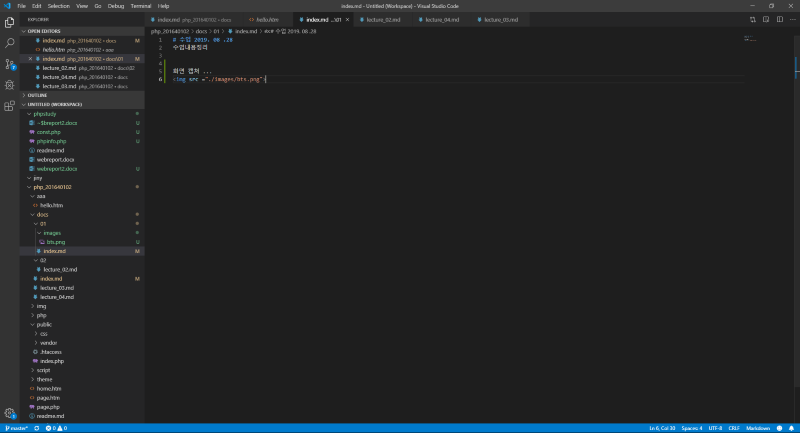 File Edit Selection View Go Debug Terminal Help
index.md - Untitled (Workspace) - Visual Studio Code
EXPLORER
index.md php_201640102 • docs
hello.htm
index.md ...\01
lecture_02.md
lecture_04.md
lecture_03.md
php_201640102 > docs > 01 > index.md > # 수업 2019. 08 .28
OPEN EDITORS
index.md php_201640102 • docs M
hello.htm php_201640102 • aaa
index.md php_201640102 • docs\01 M
lecture_02.md php_201640102 • docs\02
lecture_04.md php_201640102 • docs
lecture_03.md php_201640102 • docs
OUTLINE
UNTITLED (WORKSPACE)
phpstudy
~$breport2.docx U
const.php U
phpinfo.php U
readme.md
webreport.docx
webreport2.docx U
jiny
php_201640102
aaa
hello.htm
docs
01
images
bts.png U
index.md M
02
lecture_02.md
index.md M
lecture_03.md
lecture_04.md
img
php
public
css
vendor
.htaccess
index.php
script
theme
home.htm
page.htm
page.php
readme.md
1 # 수업 2019. 08 .28
2 수업내용정리
3
4
5 화면 캡처 ...
6 <img src ="./images/bts.png">
master* 0 0
Ln 6, Col 30 Spaces: 4 UTF-8 CRLF Markdown